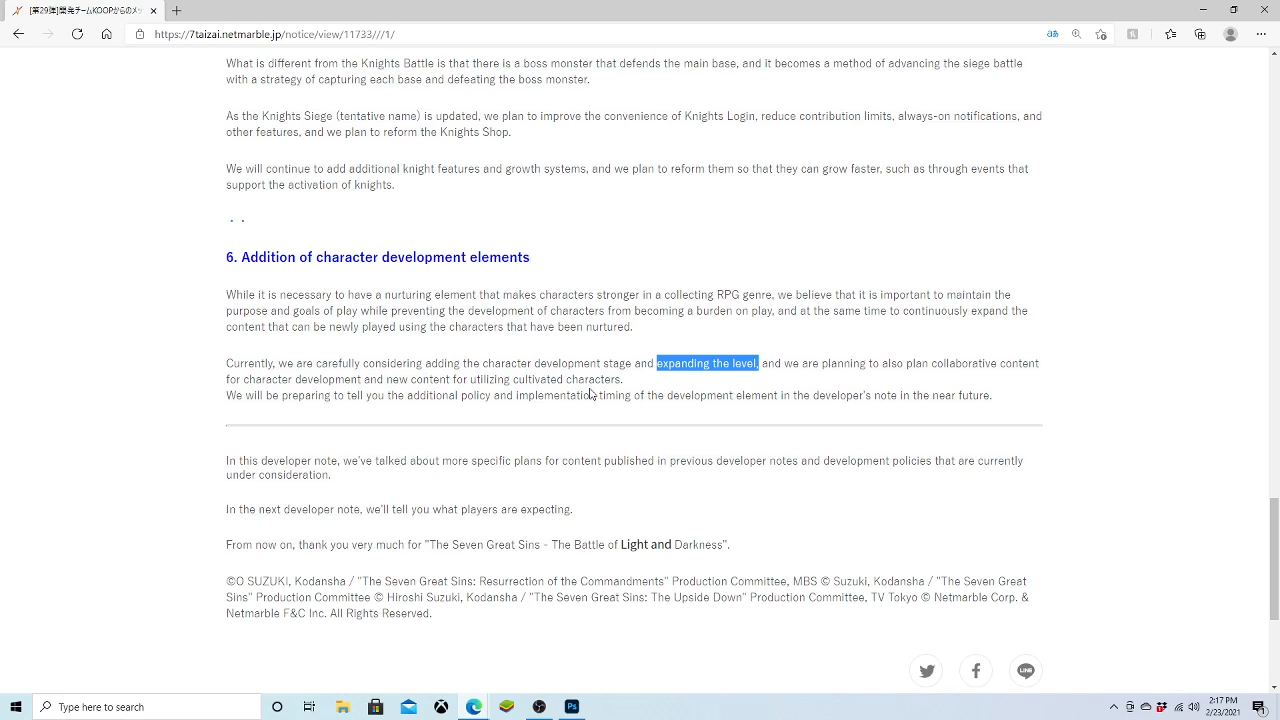 [第29弾]開発チームKOOPからのメッ
https://7taizai.netmarble.jp/notice/view/11733///1/
What is different from the Knights Battle is that there is a boss monster that defends the main base, and it becomes a method of advancing the siege battle
with a strategy of capturing each base and defeating the boss monster.
As the Knights Siege (tentative name) is updated, we plan to improve the convenience of Knights Login, reduce contribution limits, always-on notifications, and
other features, and we plan to reform the Knights Shop.
We will continue to add additional knight features and growth systems, and we plan to reform them so that they can grow faster, such as through events that
support the activation of knights.
6. Addition of character development elements
While it is necessary to have a nurturing element that makes characters stronger in a collecting RPG genre, we believe that it is important to maintain the
purpose and goals of play while preventing the development of characters from becoming a burden on play, and at the same time to continuously expand the
content that can be newly played using the characters that have been nurtured.
Currently, we are carefully considering adding the character development stage and expanding the level, and we are planning to also plan collaborative content
for character development and new content for utilizing cultivated characters.
We will be preparing to tell you the additional policy and implementation timing of the development element in the developer's note in the near future.
In this developer note, we've talked about more specific plans for content published in previous developer notes and development policies that are currently
under consideration.
In the next developer note, we'll tell you what players are expecting.
From now on, thank you very much for "The Seven Great Sins - The Battle of Light and Darkness".
©O SUZUKI, Kodansha / "The Seven Great Sins: Resurrection of the Commandments" Production Committee, MBS © Suzuki, Kodansha / "The Seven Great
Sins" Production Committee © Hiroshi Suzuki, Kodansha / "The Seven Great Sins: The Upside Down" Production Committee, TV Tokyo © Netmarble Corp. &
Netmarble F&C Inc. All Rights Reserved.
LINE
Type here to search
Ps
2:17 PM
2/23/2021